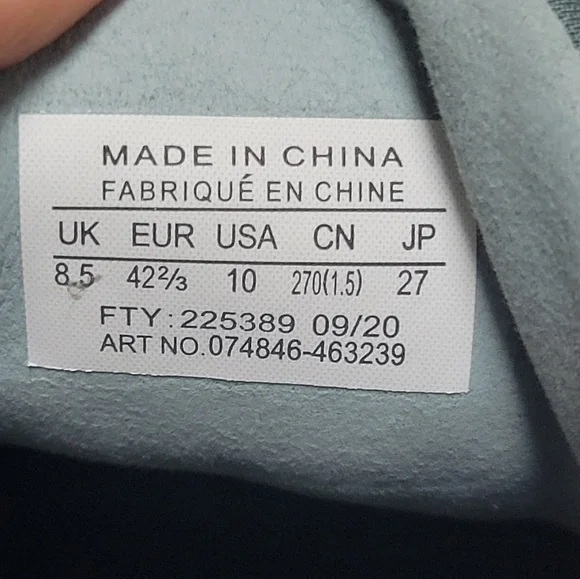 MADE IN CHINA
FABRIQUÉ EN CHINE
UK EUR USA CN JP
8.5 42⅔ 10 270(1.5) 27
FTY:225389 09/20
ART NO.074846-463239